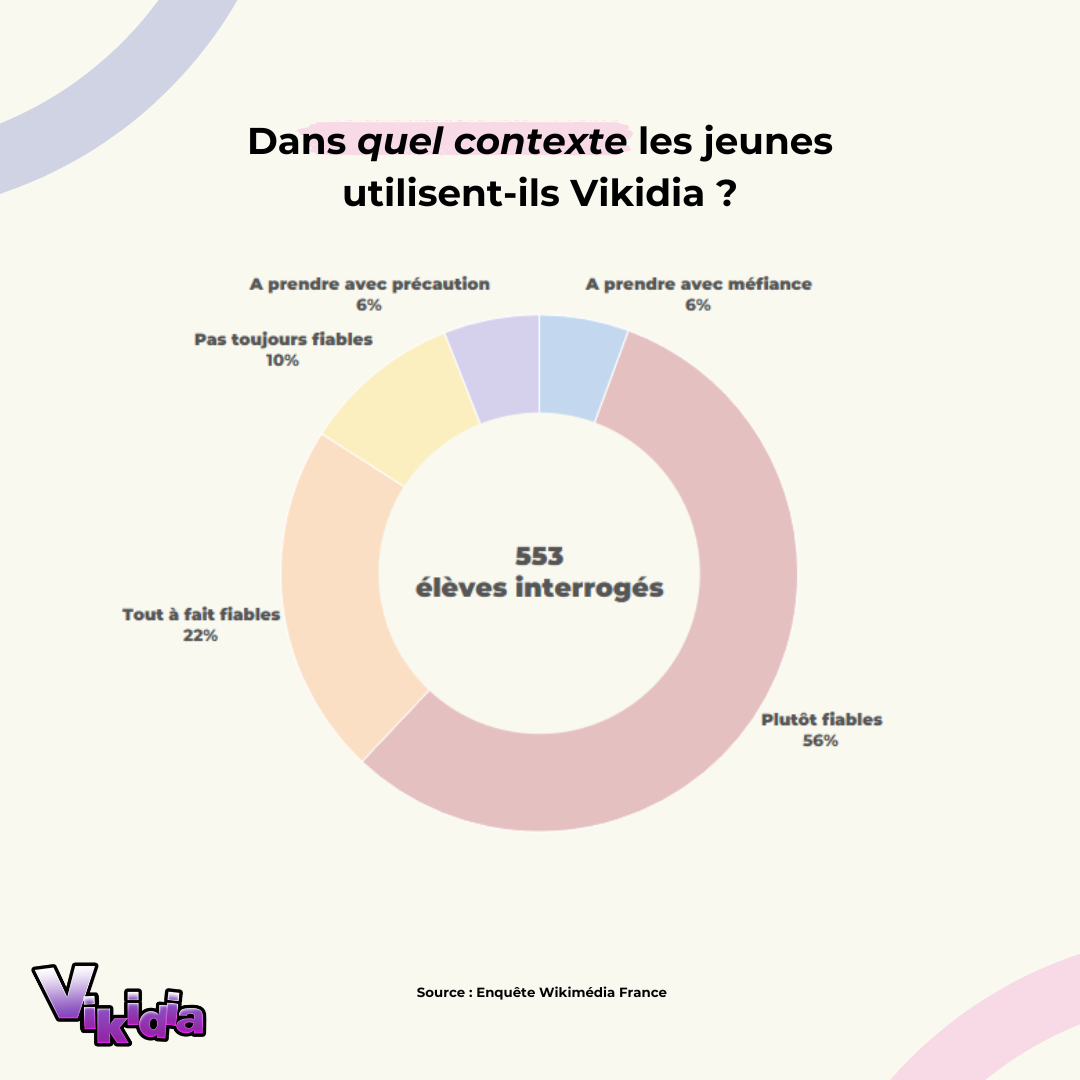 Dans quel contexte les jeunes
utilisent-ils Vikidia ?
A prendre avec précaution
6%
A prendre avec méfiance
6%
Pas toujours fiables
10%
553
élèves interrogés
Tout à fait fiables
22%
Plutôt fiables
56%
Vikidia
Source : Enquête Wikimédia France